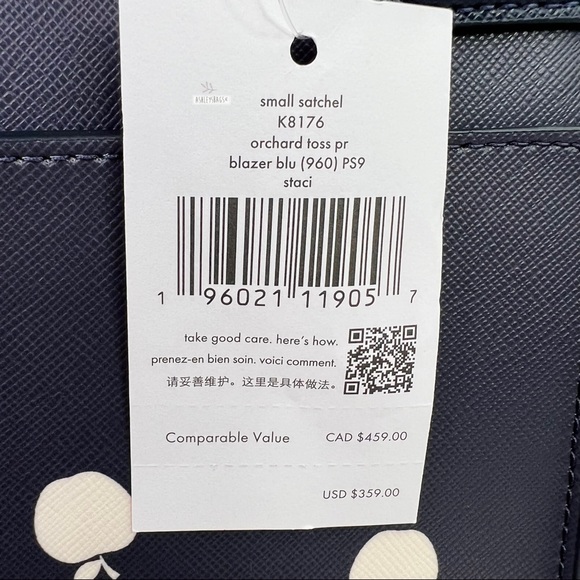 ASHLEYSBAGSM
small satchel
K8176
orchard toss pr
blazer blu (960) PS9
staci
1 96021 11905 7
take good care. here's how.
prenez-en bien soin. voici comment.
请妥善维护。这里是具体做法。
Comparable Value CAD $459.00
USD $359.00